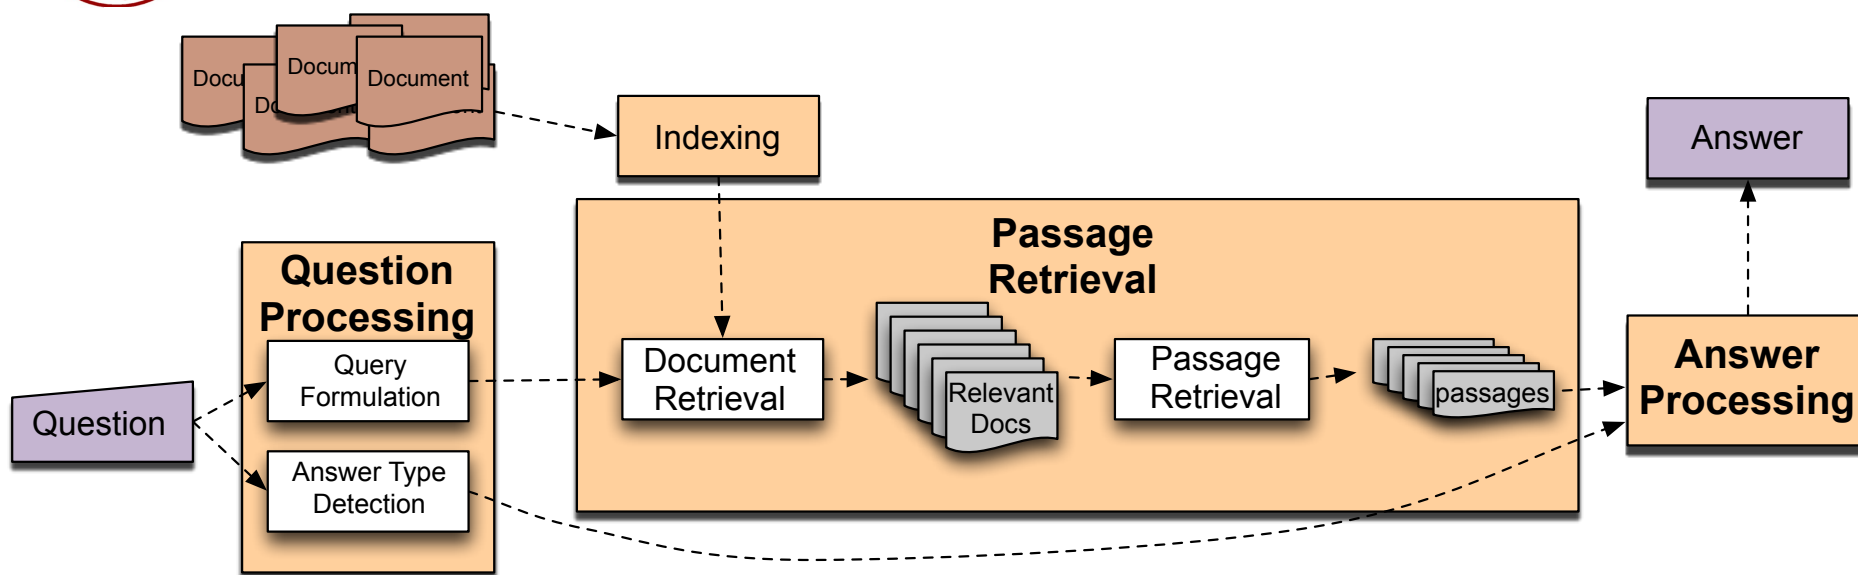 Document
Indexing
Answer
Passage
Retrieval
Question
Processing
Query
Formulation
Document
Retrieval
Relevant
Docs
Passage
Retrieval
passages
Answer
Processing
Question
Answer Type
Detection